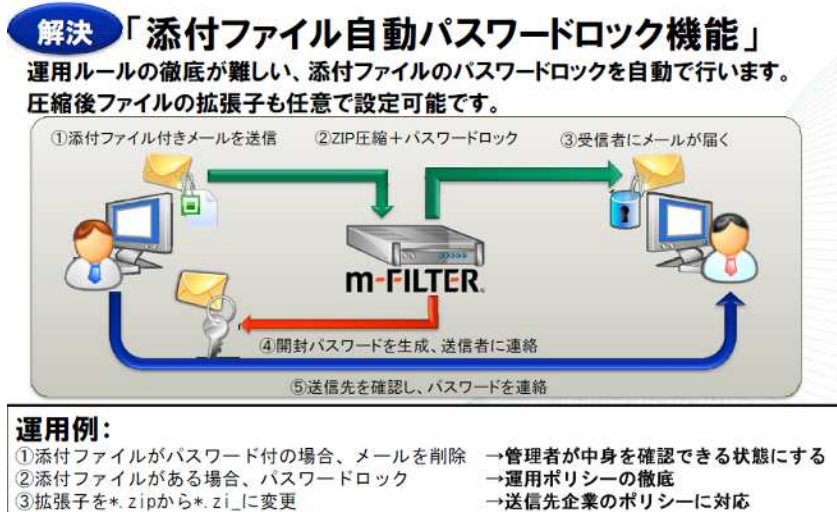 解決「添付ファイル自動パスワードロック機能」
運用ルールの徹底が難しい、添付ファイルのパスワードロックを自動で行います。
圧縮後ファイルの拡張子も任意で設定可能です。
①添付ファイル付きメールを送信 ②ZIP圧縮+パスワードロック ③受信者にメールが届く
m-FILTER
④開封パスワードを生成、送信者に連絡
⑤送信先を確認し、パスワードを連絡
運用例:
①添付ファイルがパスワード付の場合、メールを削除 →管理者が中身を確認できる状態にする
②添付ファイルがある場合、パスワードロック →運用ポリシーの徹底
③拡張子を*.zipから*.zi_に変更 →送信先企業のポリシーに対応